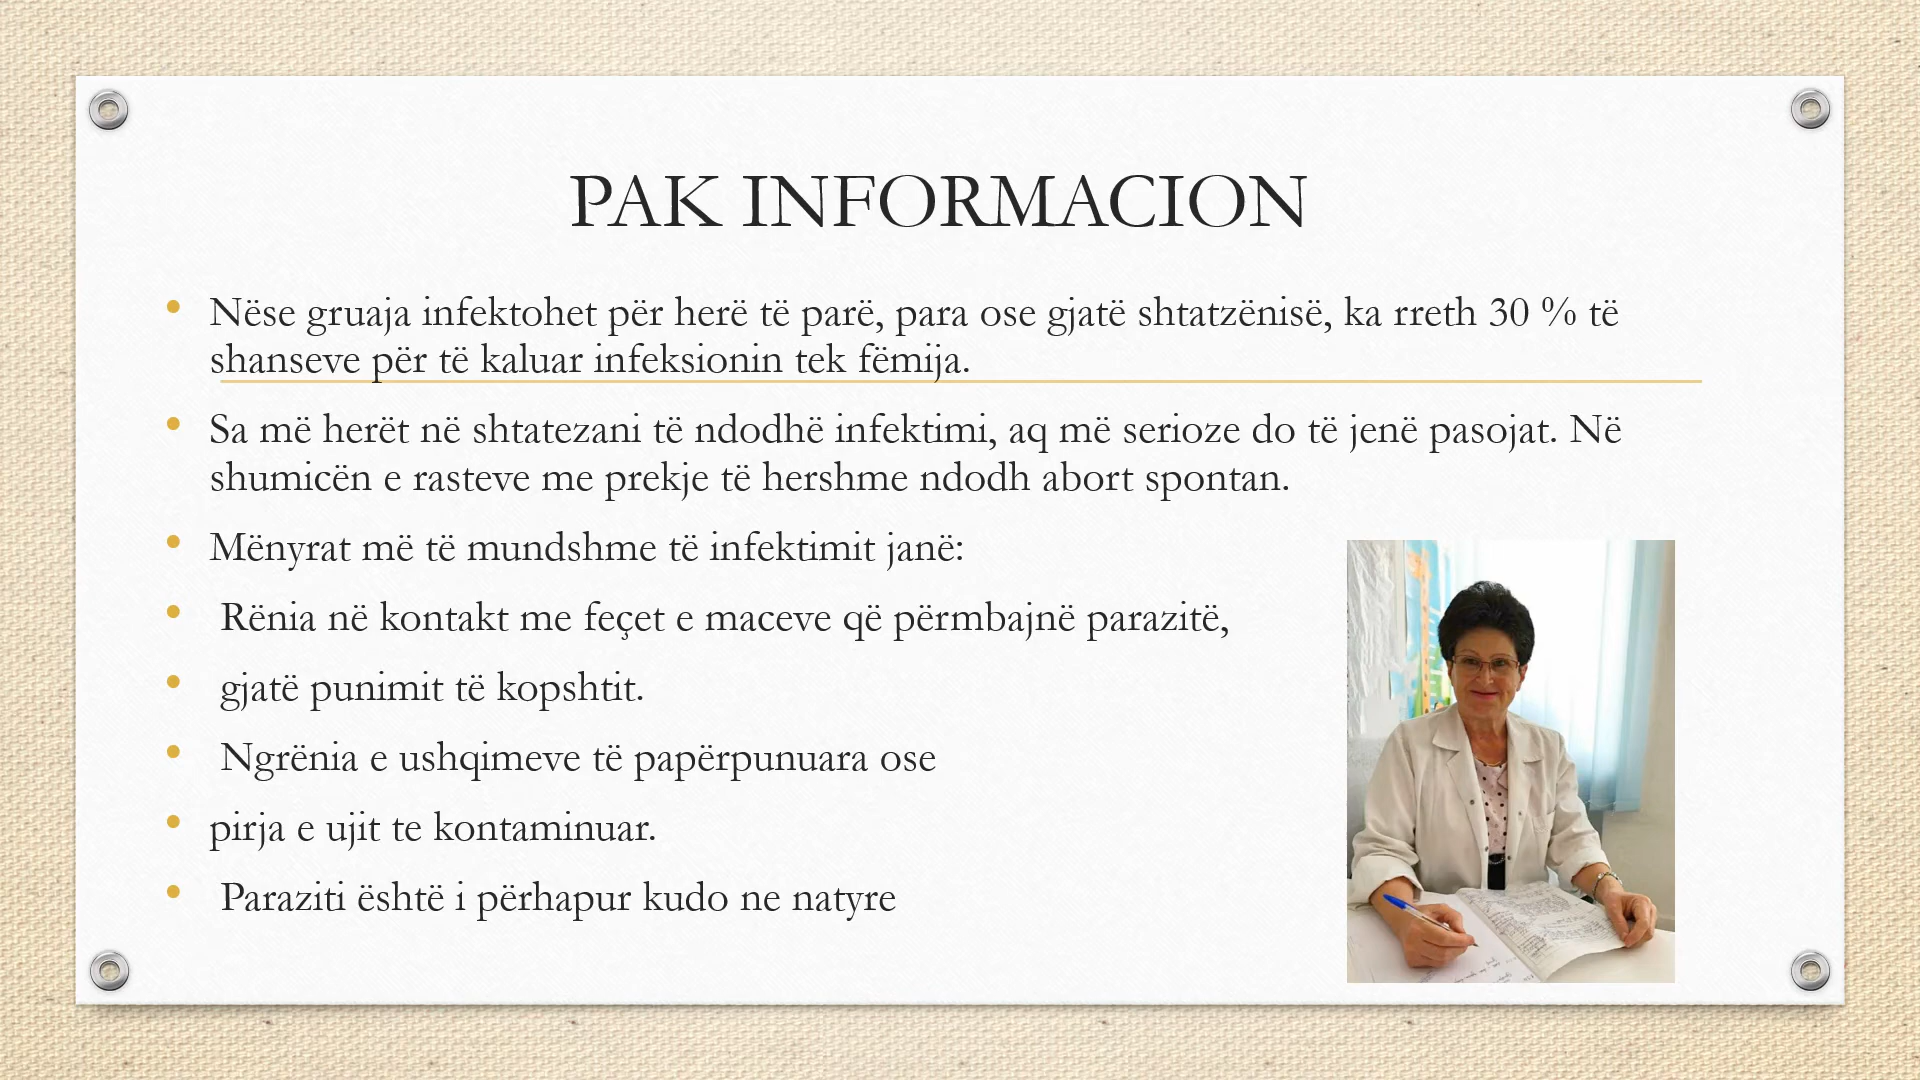 PAK INFORMACION
• Nëse gruaja infektohet për herë të parë, para ose gjatë shtatzënisë, ka rreth 30 % të
shanseve për të kaluar infeksionin tek fëmija.
• Sa më herët në shtatezani të ndodhë infektimi, aq më serioze do të jenë pasojat. Në
shumicën e rasteve me prekje të hershme ndodh abort spontan.
• Mënyrat më të mundshme të infektimit janë:
• Rënia në kontakt me feçet e maceve që përmbajnë parazitë,
• gjatë punimit të kopshtit.
• Ngrënia e ushqimeve të papërpunuara ose
• pirja e ujit te kontaminuar.
• Paraziti është i përhapur kudo ne natyre